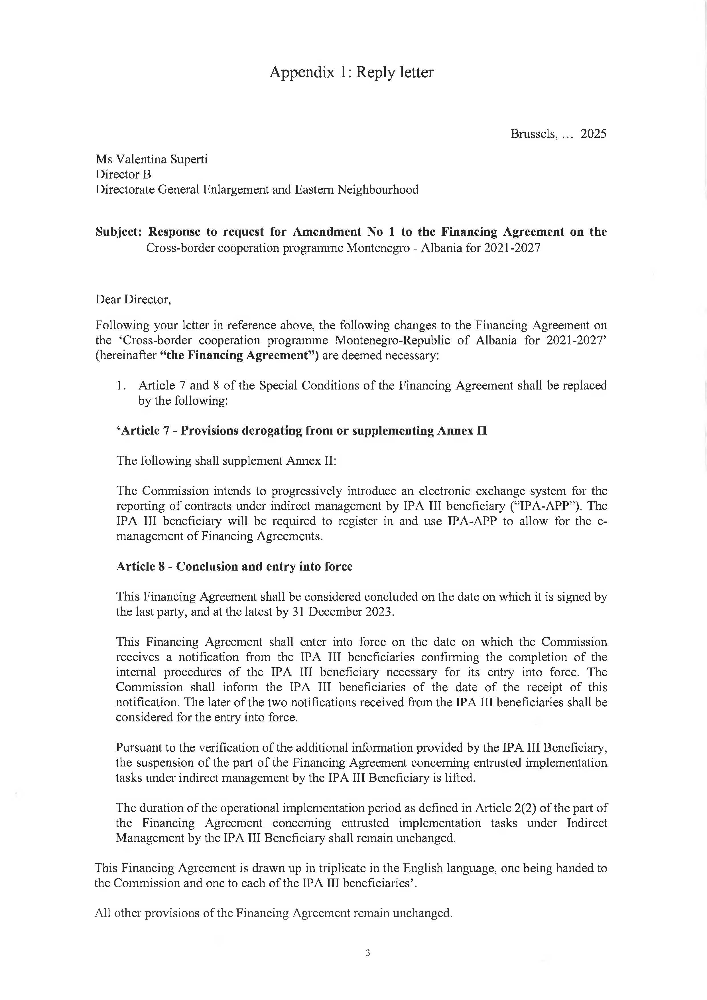 Appendix 1: Reply letter
Brussels, ... 2025
Ms Valentina Superti
Director B
Directorate General Enlargement and Eastern Neighbourhood
Subject: Response to request for Amendment No 1 to the Financing Agreement on the
Cross-border cooperation programme Montenegro - Albania for 2021-2027
Dear Director,
Following your letter in reference above, the following changes to the Financing Agreement on
the ‘Cross-border cooperation programme Montenegro-Republic of Albania for 2021-2027’
(hereinafter “the Financing Agreement”) are deemed necessary:
1. Article 7 and 8 of the Special Conditions of the Financing Agreement shall be replaced
by the following:
‘Article 7 - Provisions derogating from or supplementing Annex II
The following shall supplement Annex II:
The Commission intends to progressively introduce an electronic exchange system for the
reporting of contracts under indirect management by IPA III beneficiary (“IPA-APP”). The
IPA III beneficiary will be required to register in and use IPA-APP to allow for the e-
management of Financing Agreements.
Article 8 - Conclusion and entry into force
This Financing Agreement shall be considered concluded on the date on which it is signed by
the last party, and at the latest by 31 December 2023.
This Financing Agreement shall enter into force on the date on which the Commission
receives a notification from the IPA III beneficiaries confirming the completion of the
internal procedures of the IPA III beneficiary necessary for its entry into force. The
Commission shall inform the IPA III beneficiaries of the date of the receipt of this
notification. The later of the two notifications received from the IPA III beneficiaries shall be
considered for the entry into force.
Pursuant to the verification of the additional information provided by the IPA III Beneficiary,
the suspension of the part of the Financing Agreement concerning entrusted implementation
tasks under indirect management by the IPA III Beneficiary is lifted.
The duration of the operational implementation period as defined in Article 2(2) of the part of
the Financing Agreement concerning entrusted implementation tasks under Indirect
Management by the IPA III Beneficiary shall remain unchanged.
This Financing Agreement is drawn up in triplicate in the English language, one being handed to
the Commission and one to each of the IPA III beneficiaries’.
All other provisions of the Financing Agreement remain unchanged.
3